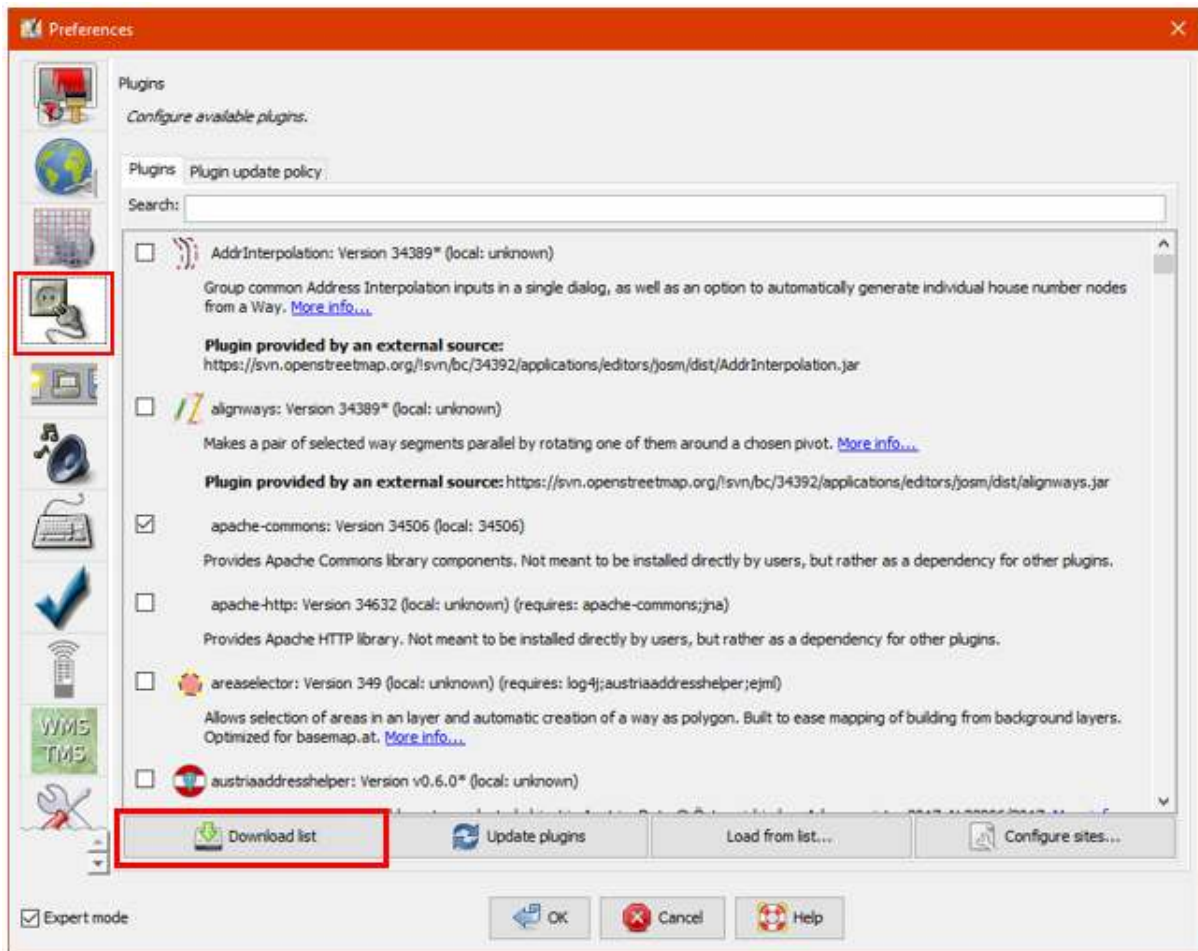 Preferences
Plugins
Configure available plugins.
Plugins Plugin update policy
Search:
AddrInterpolation: Version 34389* (local: unknown)
Group common Address Interpolation inputs in a single dialog, as well as an option to automatically generate individual house number nodes
from a Way. More info...
Plugin provided by an external source:
https://svn.openstreetmap.org/!svn/bc/34392/applications/editors/josm/dist/AddrInterpolation.jar
alignways: Version 34389* (local: unknown)
Makes a pair of selected way segments parallel by rotating one of them around a chosen pivot. More info...
Plugin provided by an external source: https://svn.openstreetmap.org/!svn/bc/34392/applications/editors/josm/dist/alignways.jar
apache-commons: Version 34506 (local: 34506)
Provides Apache Commons library components. Not meant to be installed directly by users, but rather as a dependency for other plugins.
apache-http: Version 34632 (local: unknown) (requires: apache-commons;jna)
Provides Apache HTTP library. Not meant to be installed directly by users, but rather as a dependency for other plugins.
areaselector: Version 349 (local: unknown) (requires: log4j;austriaaddresshelper;ejml)
Allows selection of areas in an layer and automatic creation of a way as polygon. Built to ease mapping of building from background layers.
Optimized for basemap.at. More info...
WMS
TMS
austriaaddresshelper: Version v0.6.0* (local: unknown)
Download list Update plugins Load from list... Configure sites...
Expert mode OK Cancel Help